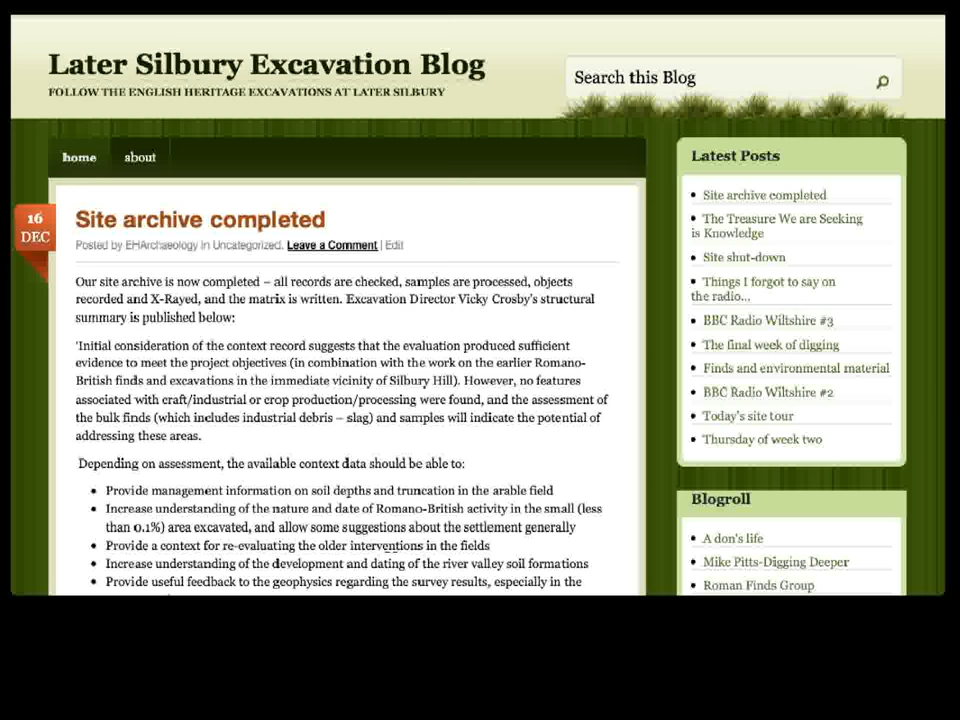 Later Silbury Excavation Blog
FOLLOW THE ENGLISH HERITAGE EXCAVATIONS AT LATER SILBURY
Search this Blog
home about
16
DEC
Site archive completed
Posted by EHArchaeology in Uncategorized. Leave a Comment | Edit
Our site archive is now completed – all records are checked, samples are processed, objects
recorded and X-Rayed, and the matrix is written. Excavation Director Vicky Crosby's structural
summary is published below:
'Initial consideration of the context record suggests that the evaluation produced sufficient
evidence to meet the project objectives (in combination with the work on the earlier Romano-
British finds and excavations in the immediate vicinity of Silbury Hill). However, no features
associated with craft/industrial or crop production/processing were found, and the assessment of
the bulk finds (which includes industrial debris – slag) and samples will indicate the potential of
addressing these areas.
Depending on assessment, the available context data should be able to:
• Provide management information on soil depths and truncation in the arable field
• Increase understanding of the nature and date of Romano-British activity in the small (less
than 0.1%) area excavated, and allow some suggestions about the settlement generally
• Provide a context for re-evaluating the older interventions in the fields
• Increase understanding of the development and dating of the river valley soil formations
• Provide useful feedback to the geophysics regarding the survey results, especially in the
Latest Posts
• Site archive completed
• The Treasure We are Seeking
is Knowledge
• Site shut-down
• Things I forgot to say on
the radio...
• BBC Radio Wiltshire #3
• The final week of digging
• Finds and environmental material
• BBC Radio Wiltshire #2
• Today's site tour
• Thursday of week two
Blogroll
• A don's life
• Mike Pitts-Digging Deeper
• Roman Finds Group